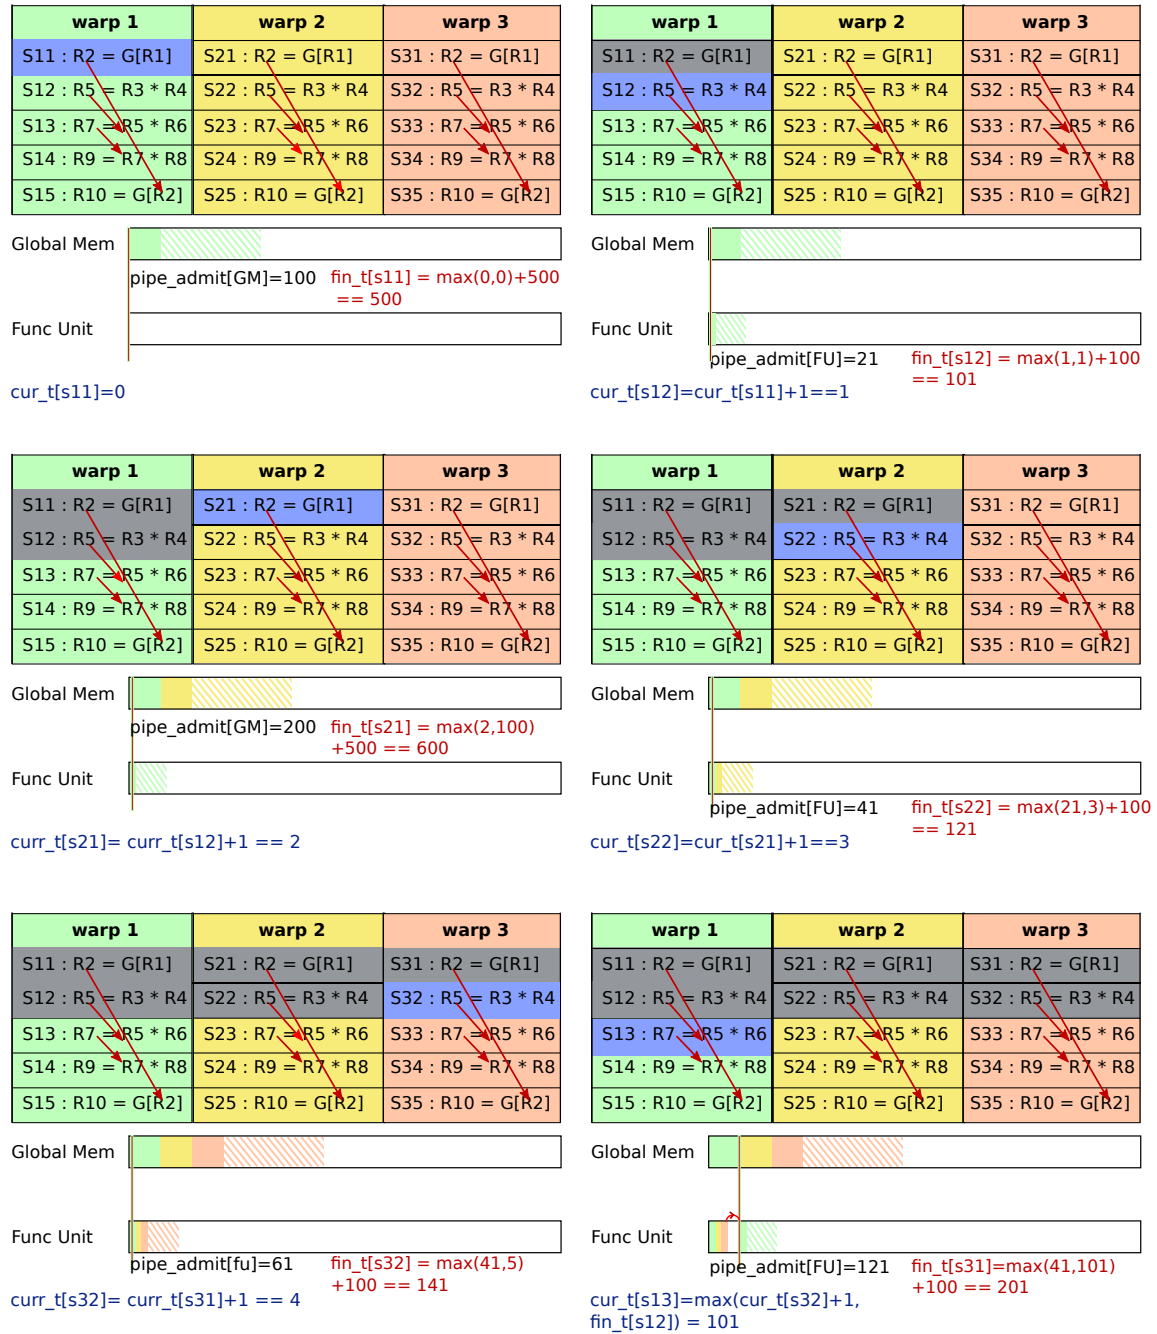 warp 1 warp 2 warp 3
S11 : R2 = G[R1] S21 : R2 = G[R1] S31 : R2 = G[R1]
S12 : R5 = R3 * R4 S22 : R5 = R3 * R4 S32 : R5 = R3 * R4
S13 : R7 = R5 * R6 S23 : R7 = R5 * R6 S33 : R7 = R5 * R6
S14 : R9 = R7 * R8 S24 : R9 = R7 * R8 S34 : R9 = R7 * R8
S15 : R10 = G[R2] S25 : R10 = G[R2] S35 : R10 = G[R2]
Global Mem
pipe_admit[GM]=100 fin_t[s11] = max(0,0)+500
== 500
Func Unit
cur_t[s11]=0
warp 1 warp 2 warp 3
S11 : R2 = G[R1] S21 : R2 = G[R1] S31 : R2 = G[R1]
S12 : R5 = R3 * R4 S22 : R5 = R3 * R4 S32 : R5 = R3 * R4
S13 : R7 = R5 * R6 S23 : R7 = R5 * R6 S33 : R7 = R5 * R6
S14 : R9 = R7 * R8 S24 : R9 = R7 * R8 S34 : R9 = R7 * R8
S15 : R10 = G[R2] S25 : R10 = G[R2] S35 : R10 = G[R2]
Global Mem
Func Unit
pipe_admit[FU]=21 fin_t[s12] = max(1,1)+100
== 101
cur_t[s12]=cur_t[s11]+1==1
warp 1 warp 2 warp 3
S11 : R2 = G[R1] S21 : R2 = G[R1] S31 : R2 = G[R1]
S12 : R5 = R3 * R4 S22 : R5 = R3 * R4 S32 : R5 = R3 * R4
S13 : R7 = R5 * R6 S23 : R7 = R5 * R6 S33 : R7 = R5 * R6
S14 : R9 = R7 * R8 S24 : R9 = R7 * R8 S34 : R9 = R7 * R8
S15 : R10 = G[R2] S25 : R10 = G[R2] S35 : R10 = G[R2]
Global Mem
pipe_admit[GM]=200 fin_t[s21] = max(2,100)
+500 == 600
Func Unit
curr_t[s21]= curr_t[s12]+1 == 2
warp 1 warp 2 warp 3
S11 : R2 = G[R1] S21 : R2 = G[R1] S31 : R2 = G[R1]
S12 : R5 = R3 * R4 S22 : R5 = R3 * R4 S32 : R5 = R3 * R4
S13 : R7 = R5 * R6 S23 : R7 = R5 * R6 S33 : R7 = R5 * R6
S14 : R9 = R7 * R8 S24 : R9 = R7 * R8 S34 : R9 = R7 * R8
S15 : R10 = G[R2] S25 : R10 = G[R2] S35 : R10 = G[R2]
Global Mem
Func Unit
pipe_admit[FU]=41 fin_t[s22] = max(21,3)+100
== 121
cur_t[s22]=cur_t[s21]+1==3
warp 1 warp 2 warp 3
S11 : R2 = G[R1] S21 : R2 = G[R1] S31 : R2 = G[R1]
S12 : R5 = R3 * R4 S22 : R5 = R3 * R4 S32 : R5 = R3 * R4
S13 : R7 = R5 * R6 S23 : R7 = R5 * R6 S33 : R7 = R5 * R6
S14 : R9 = R7 * R8 S24 : R9 = R7 * R8 S34 : R9 = R7 * R8
S15 : R10 = G[R2] S25 : R10 = G[R2] S35 : R10 = G[R2]
Global Mem
Func Unit
pipe_admit[fu]=61 fin_t[s32] = max(41,5)
+100 == 141
curr_t[s32]= curr_t[s31]+1 == 4
warp 1 warp 2 warp 3
S11 : R2 = G[R1] S21 : R2 = G[R1] S31 : R2 = G[R1]
S12 : R5 = R3 * R4 S22 : R5 = R3 * R4 S32 : R5 = R3 * R4
S13 : R7 = R5 * R6 S23 : R7 = R5 * R6 S33 : R7 = R5 * R6
S14 : R9 = R7 * R8 S24 : R9 = R7 * R8 S34 : R9 = R7 * R8
S15 : R10 = G[R2] S25 : R10 = G[R2] S35 : R10 = G[R2]
Global Mem
Func Unit
pipe_admit[FU]=121 fin_t[s31]=max(41,101)
+100 == 201
cur_t[s13]=max(cur_t[s32]+1,
fin_t[s12]) = 101